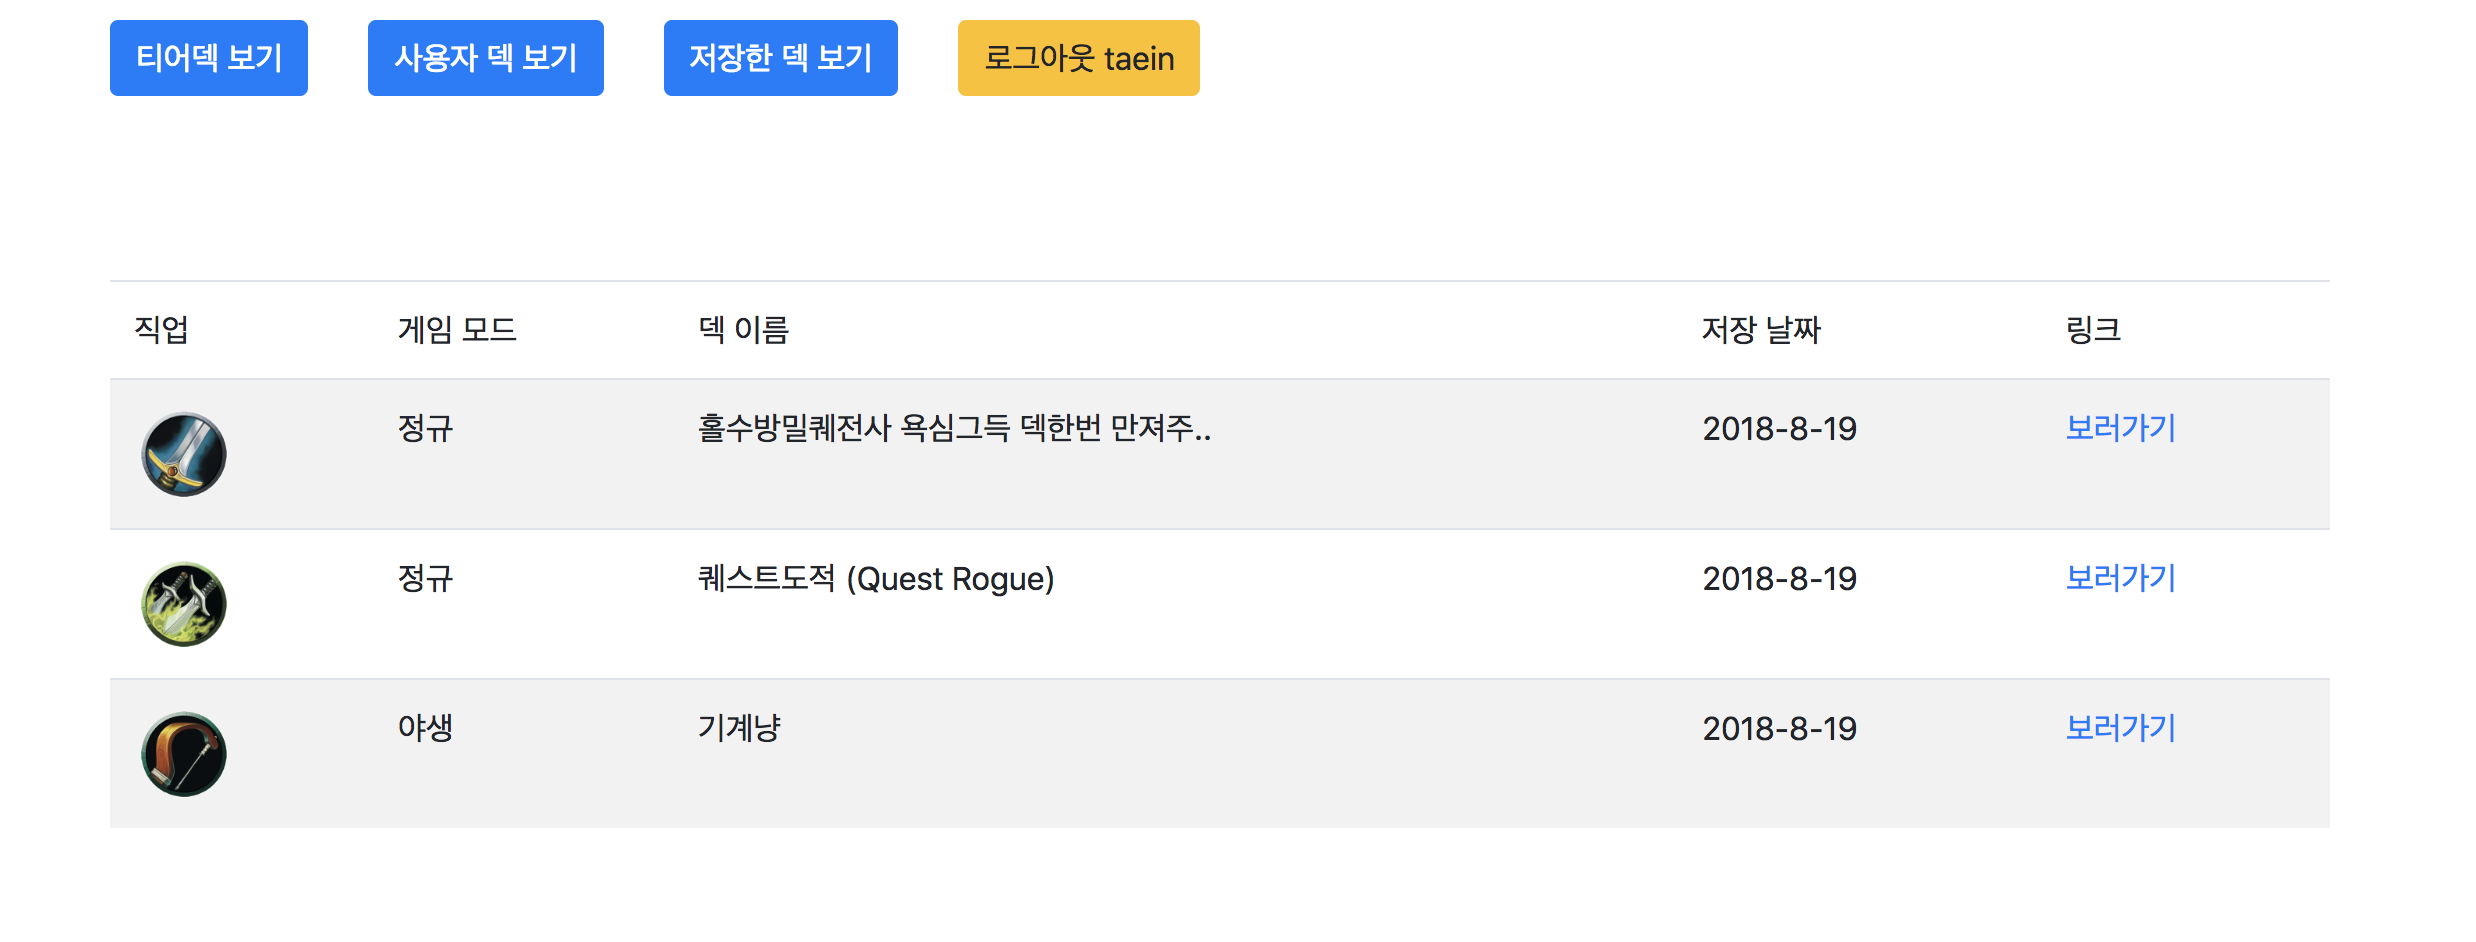 티어덱 보기 사용자 덱 보기 저장한 덱 보기 로그아웃 taein
직업 게임 모드 덱 이름 저장 날짜 링크
정규 홀수방밀퀘전사 욕심그득 덱한번 만져주.. 2018-8-19 보러가기
정규 퀘스트도적 (Quest Rogue) 2018-8-19 보러가기
야생 기계냥 2018-8-19 보러가기